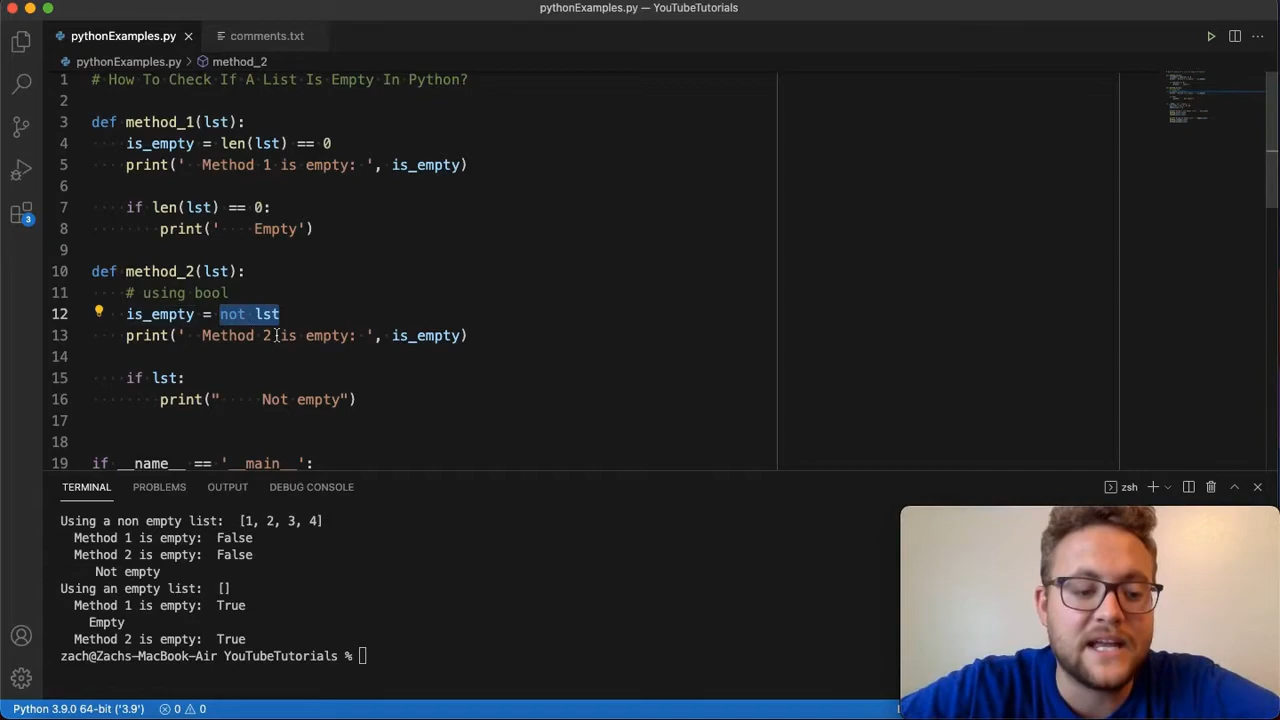 pythonExamples.py — YouTubeTutorials
pythonExamples.py
comments.txt
pythonExamples.py > method_2
1 # How To Check If A List Is Empty In Python?
2
3 def method_1(lst):
4 is_empty = len(lst) == 0
5 print('  Method 1 is empty: ', is_empty)
6
7 if len(lst) == 0:
8 print('    Empty')
9
10 def method_2(lst):
11 # using bool
12 is_empty = not lst
13 print('  Method 2 is empty: ', is_empty)
14
15 if lst:
16 print("     Not empty")
17
18
19 if __name__ == '__main__':
3
TERMINAL PROBLEMS OUTPUT DEBUG CONSOLE
zsh
Using a non empty list:  [1, 2, 3, 4]
Method 1 is empty:  False
Method 2 is empty:  False
Not empty
Using an empty list:  []
Method 1 is empty:  True
Empty
Method 2 is empty:  True
zach@Zachs-MacBook-Air YouTubeTutorials %
Python 3.9.0 64-bit ('3.9') 0 0